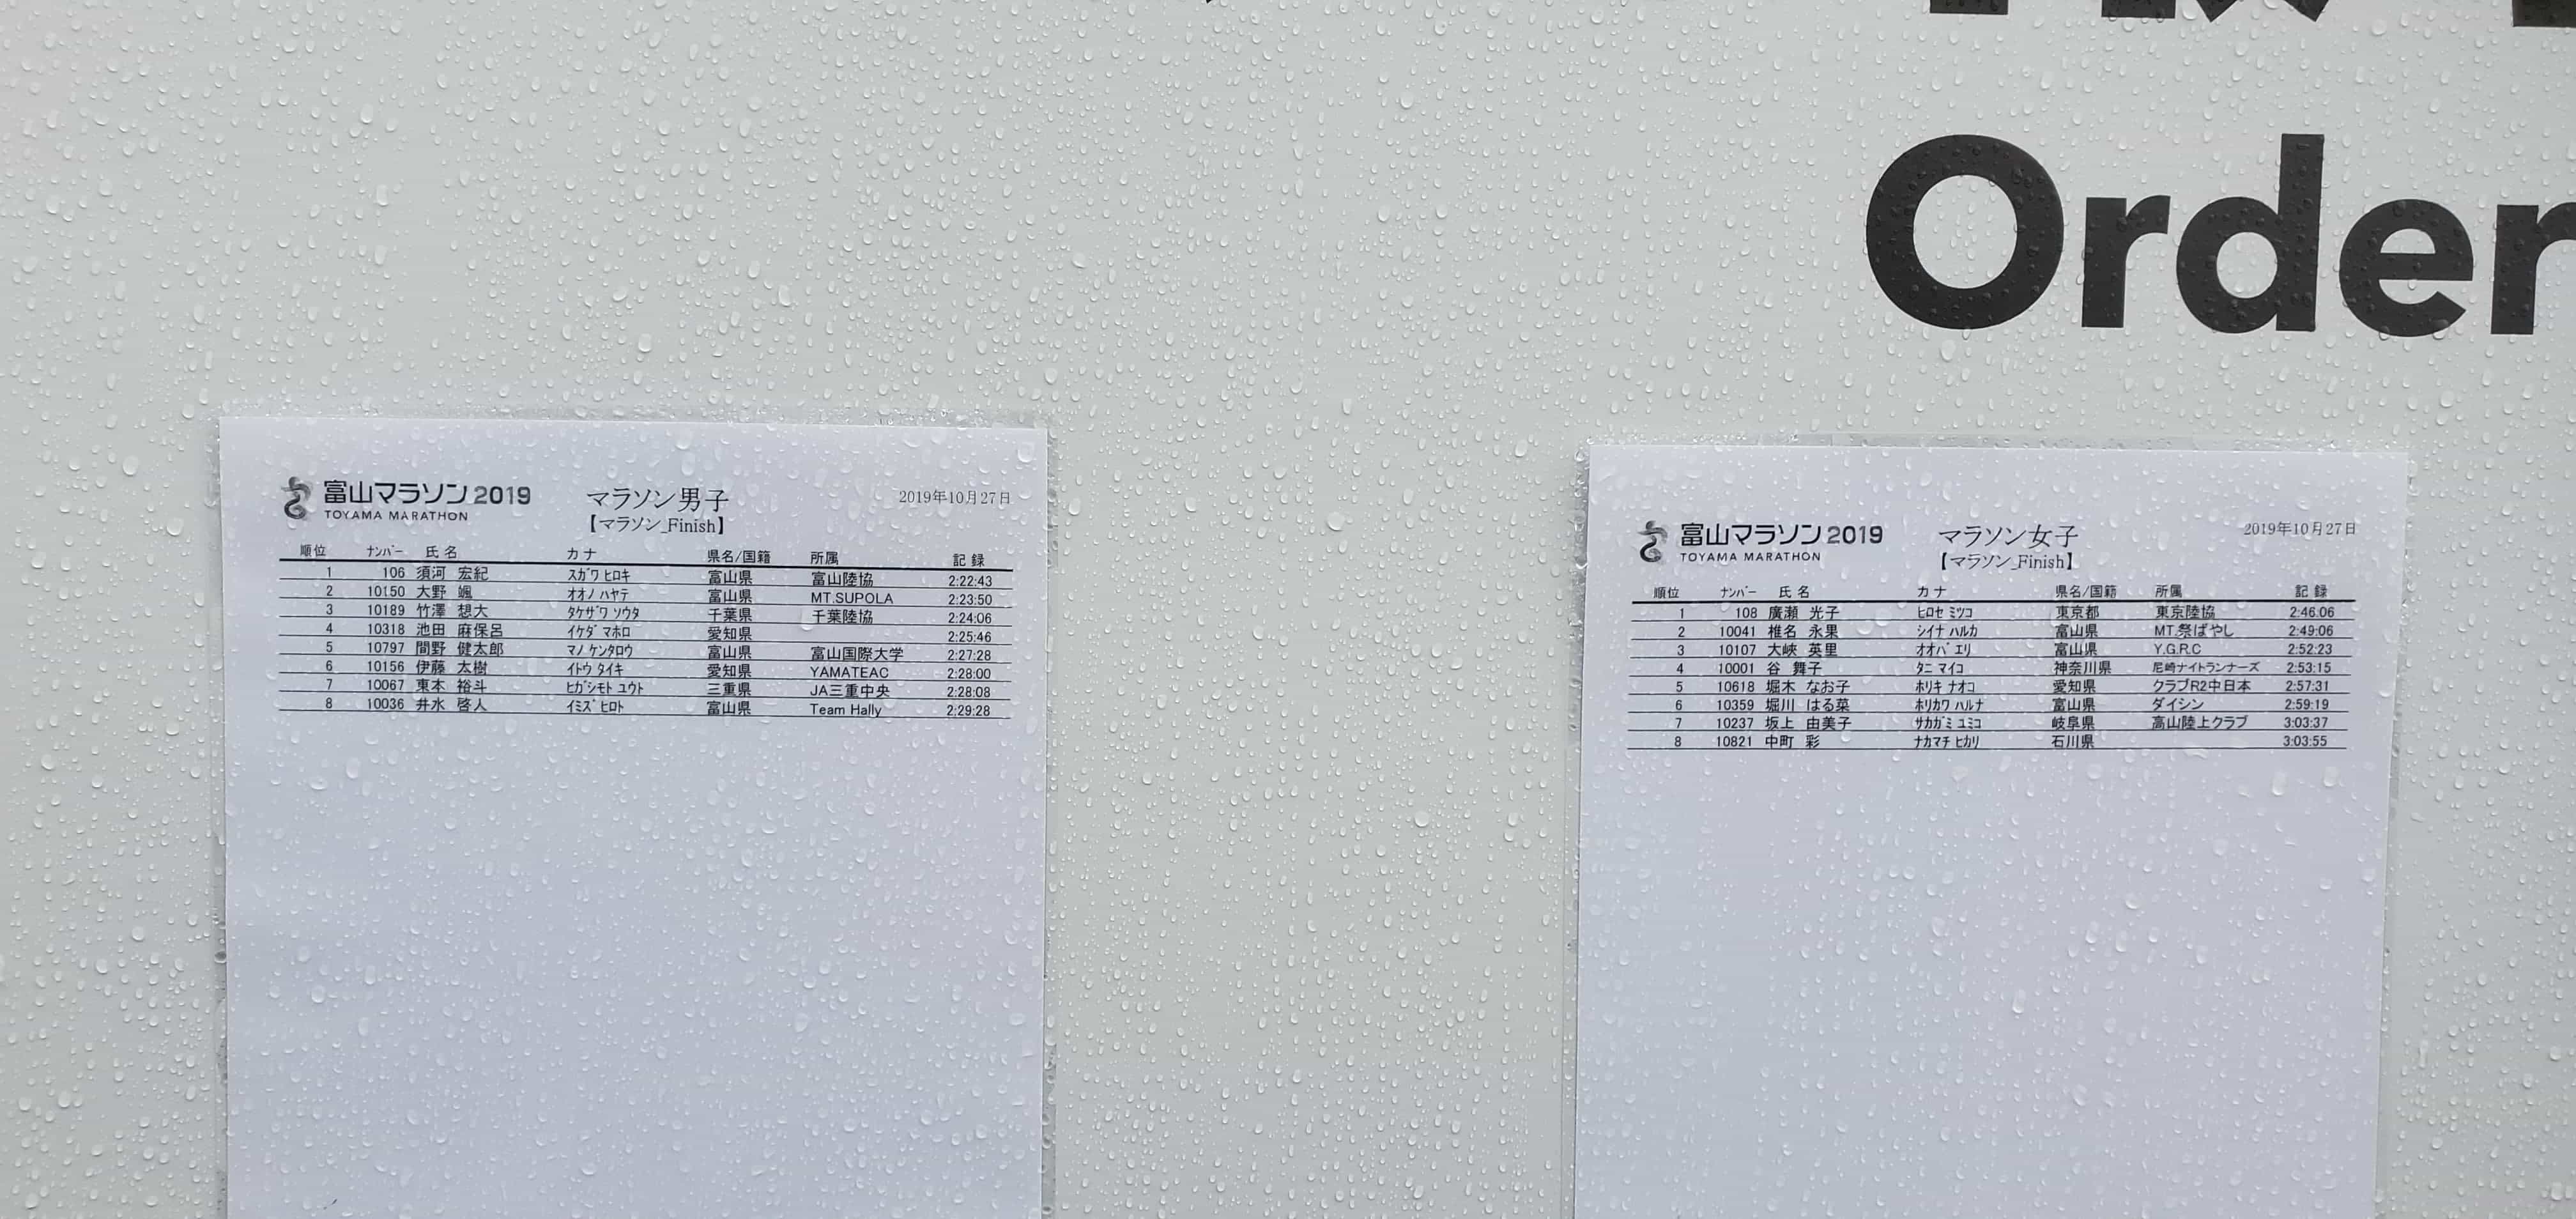 Order
富山マラソン2019
TOYAMA MARATHON
マラソン男子
【マラソン_Finish】
2019年10月27日
順位 ナンバー 氏名 カナ 県名/国籍 所属 記録
1 106 須河 宏紀 スガワ ヒロキ 富山県 富山陸協 2:22:43
2 10150 大野 颯 オオノ ハヤテ 富山県 MT.SUPOLA 2:23:50
3 10189 竹澤 想大 タケザワ ソウタ 千葉県 千葉陸協 2:24:06
4 10318 池田 麻保呂 イケダ マホロ 愛知県 2:25:46
5 10797 間野 健太郎 マノ ケンタロウ 富山県 富山国際大学 2:27:28
6 10156 伊藤 太樹 イトウ タイキ 愛知県 YAMATEAC 2:28:00
7 10067 東本 裕斗 ヒガシモト ユウト 三重県 JA三重中央 2:28:08
8 10036 井水 啓人 イミズ ヒロト 富山県 Team Hally 2:29:28
富山マラソン2019
TOYAMA MARATHON
マラソン女子
【マラソン_Finish】
2019年10月27日
順位 ナンバー 氏名 カナ 県名/国籍 所属 記録
1 108 廣瀬 光子 ヒロセ ミツコ 東京都 東京陸協 2:46:06
2 10041 椎名 永果 シイナ ハルカ 富山県 MT.祭ばやし 2:49:06
3 10107 大峡 英里 オオバ エリ 富山県 Y.G.R.C 2:52:23
4 10001 谷 舞子 タニ マイコ 神奈川県 尼崎ナイトランナーズ 2:53:15
5 10618 堀木 なお子 ホリキ ナオコ 愛知県 クラブR2中日本 2:57:31
6 10359 堀川 はる菜 ホリカワ ハルナ 富山県 ダイシン 2:59:19
7 10237 坂上 由美子 サカガミ ユミコ 岐阜県 高山陸上クラブ 3:03:37
8 10821 中町 彩 ナカマチ ヒカリ 石川県 3:03:55